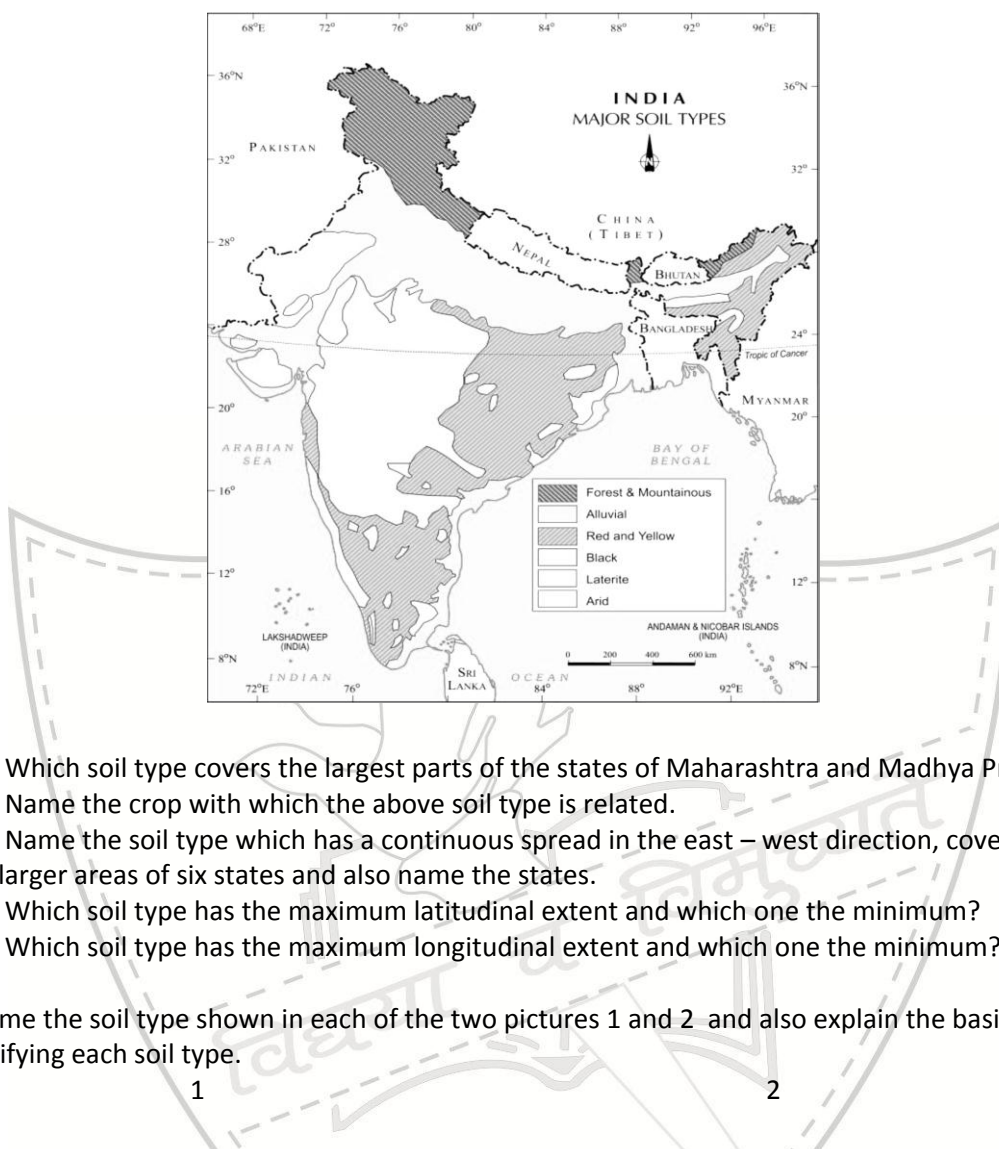 68°E 72° 76° 80° 84° 88° 92° 96°E
36°N
36°N
INDIA
MAJOR SOIL TYPES
N
PAKISTAN
32°
32°
CHINA
(TIBET)
28°
NEPAL
BHUTAN
BANGLADESH
24°
Tropic of Cancer
MYANMAR
20°
20°
ARABIAN
SEA
BAY OF
BENGAL
16°
Forest & Mountainous
Alluvial
Red and Yellow
Black
Laterite
Arid
12°
12°
LAKSHADWEEP
(INDIA)
ANDAMAN & NICOBAR ISLANDS
(INDIA)
0 200 400 600 km
8°N
8°N
INDIAN
SRI
LANKA
OCEAN
72°E 76° 84° 88° 92°E
Which soil type covers the largest parts of the states of Maharashtra and Madhya Pr
Name the crop with which the above soil type is related.
Name the soil type which has a continuous spread in the east – west direction, cove
larger areas of six states and also name the states.
Which soil type has the maximum latitudinal extent and which one the minimum?
Which soil type has the maximum longitudinal extent and which one the minimum?
me the soil type shown in each of the two pictures 1 and 2 and also explain the basi
ifying each soil type.
1 2
विद्यया च विमुच्यते